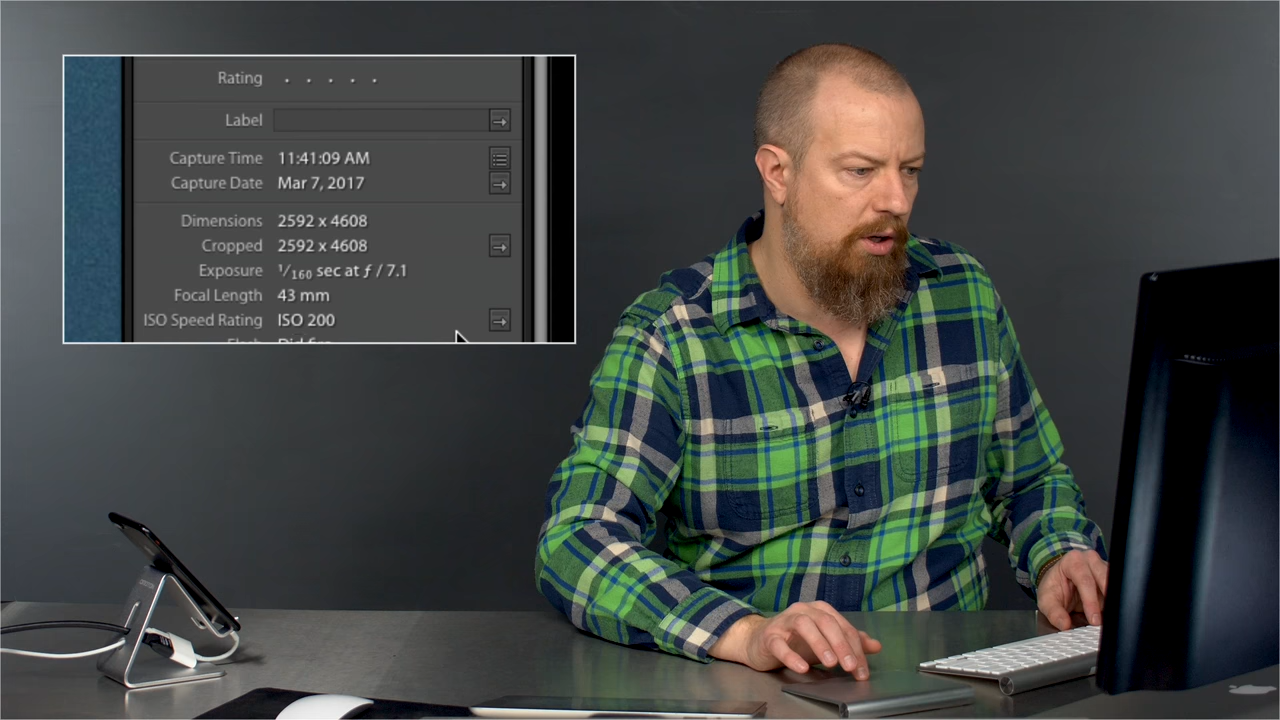 Rating . . . . .
Label
Capture Time 11:41:09 AM
Capture Date Mar 7, 2017
Dimensions 2592 x 4608
Cropped 2592 x 4608
Exposure 1/160 sec at ƒ / 7.1
Focal Length 43 mm
ISO Speed Rating ISO 200